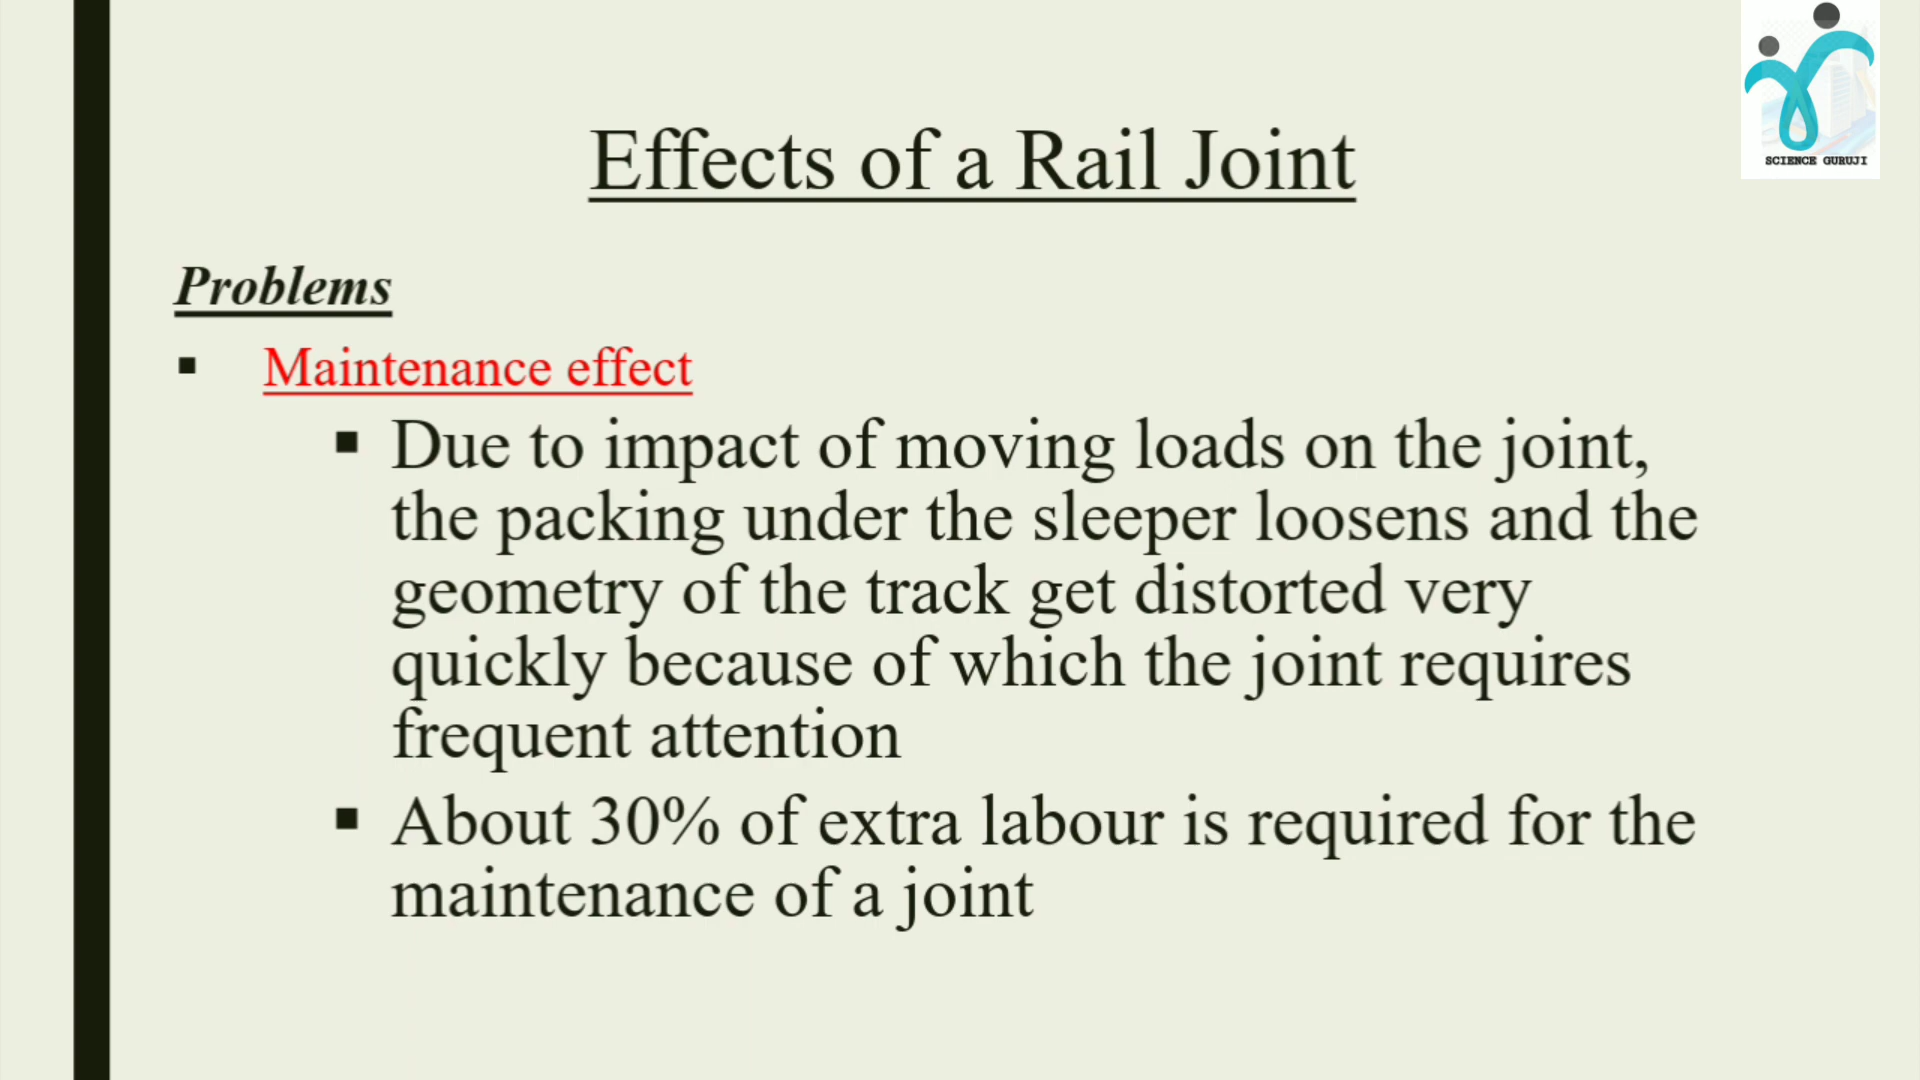 SCIENCE GURUJI
Effects of a Rail Joint
Problems
▪ Maintenance effect
▪ Due to impact of moving loads on the joint,
the packing under the sleeper loosens and the
geometry of the track get distorted very
quickly because of which the joint requires
frequent attention
▪ About 30% of extra labour is required for the
maintenance of a joint